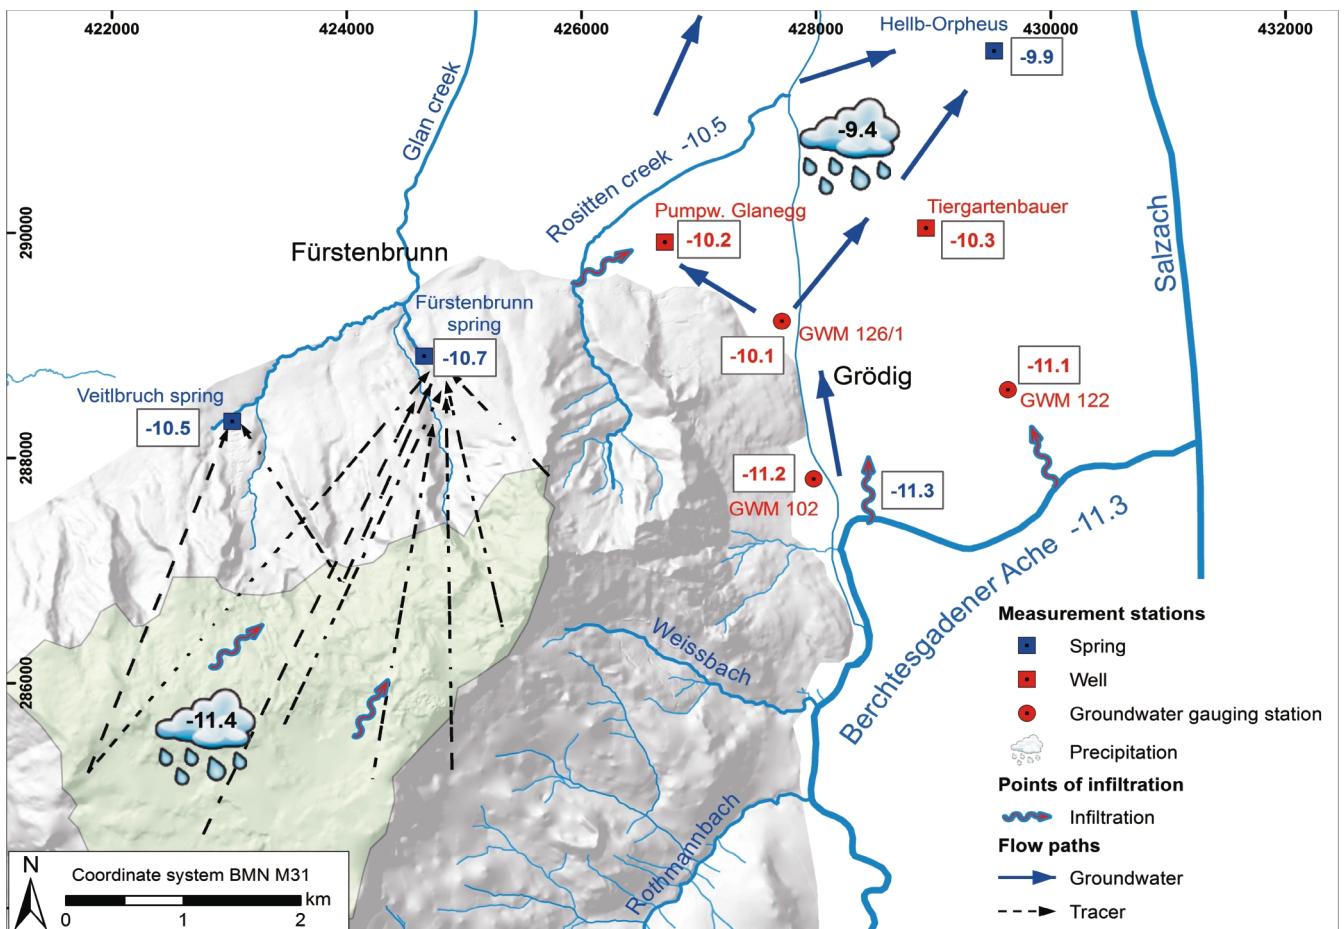 422000
424000
426000
428000
430000
432000
Hellb-Orpheus
-9.9
Glan creek
-9.4
Rositten creek -10.5
290000
Pumpw. Glanegg
-10.2
Tiergartenbauer
-10.3
Salzach
Fürstenbrunn
Fürstenbrunn
spring
-10.7
GWM 126/1
-10.1
Grödig
-11.1
GWM 122
Veitlbruch spring
-10.5
288000
-11.2
GWM 102
-11.3
Berchtesgadener Ache -11.3
Weissbach
286000
-11.4
Rothmannbach
Measurement stations
Spring
Well
Groundwater gauging station
Precipitation
Points of infiltration
Infiltration
Flow paths
Groundwater
Tracer
N
Coordinate system BMN M31
km
0 1 2